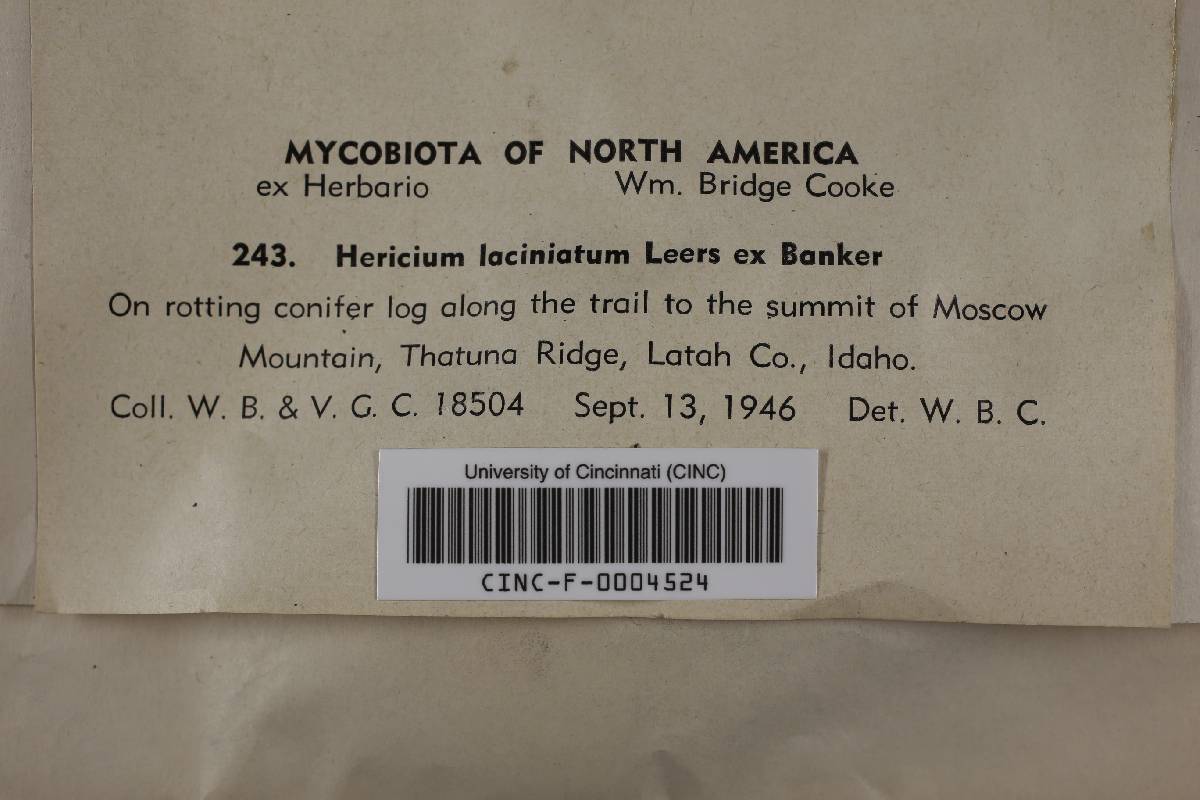 MYCOBIOTA OF NORTH AMERICA
ex Herbario Wm. Bridge Cooke
243. Hericium laciniatum Leers ex Banker
On rotting conifer log along the trail to the summit of Moscow
Mountain, Thatuna Ridge, Latah Co., Idaho.
Coll. W. B. & V. G. C. 18504 Sept. 13, 1946 Det. W. B. C.
University of Cincinnati (CINC)
CINC-F-0004524